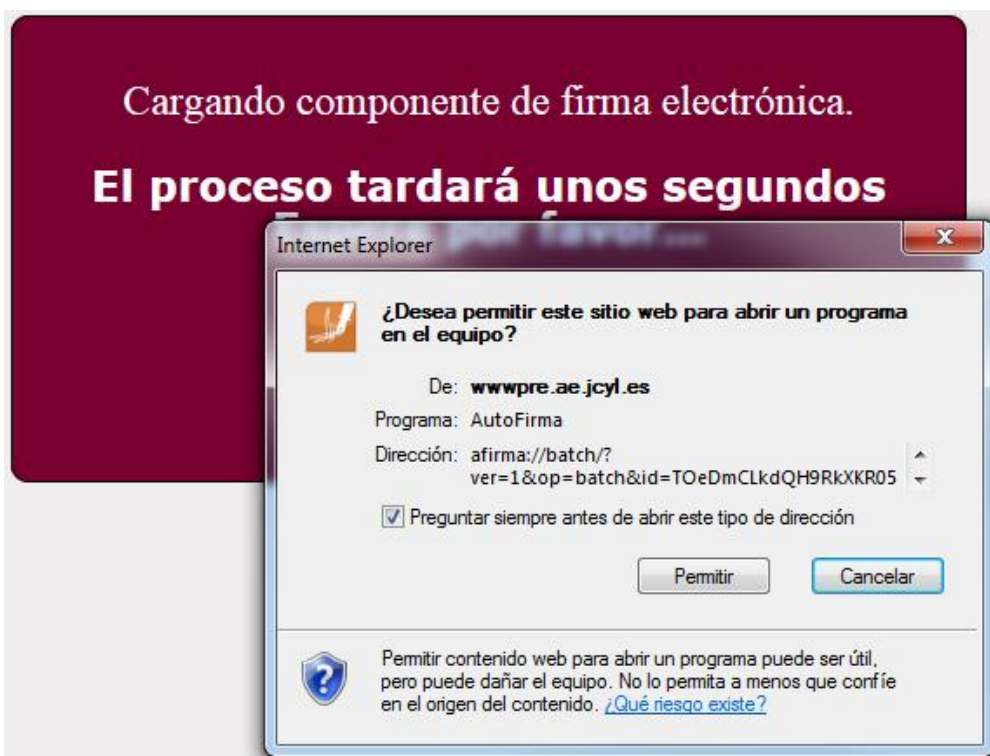 Cargando componente de firma electrónica.
El proceso tardará unos segundos
por favor...
Internet Explorer
x
¿Desea permitir este sitio web para abrir un programa
en el equipo?
De: wwwpre.ae.jcyl.es
Programa: AutoFirma
Dirección: afirma://batch/?
ver=1&op=batch&id=TOeDmCLkdQH9RkXKR05
Preguntar siempre antes de abrir este tipo de dirección
Permitir Cancelar
Permitir contenido web para abrir un programa puede ser útil,
pero puede dañar el equipo. No lo permita a menos que confíe
en el origen del contenido. ¿Qué riesgo existe?